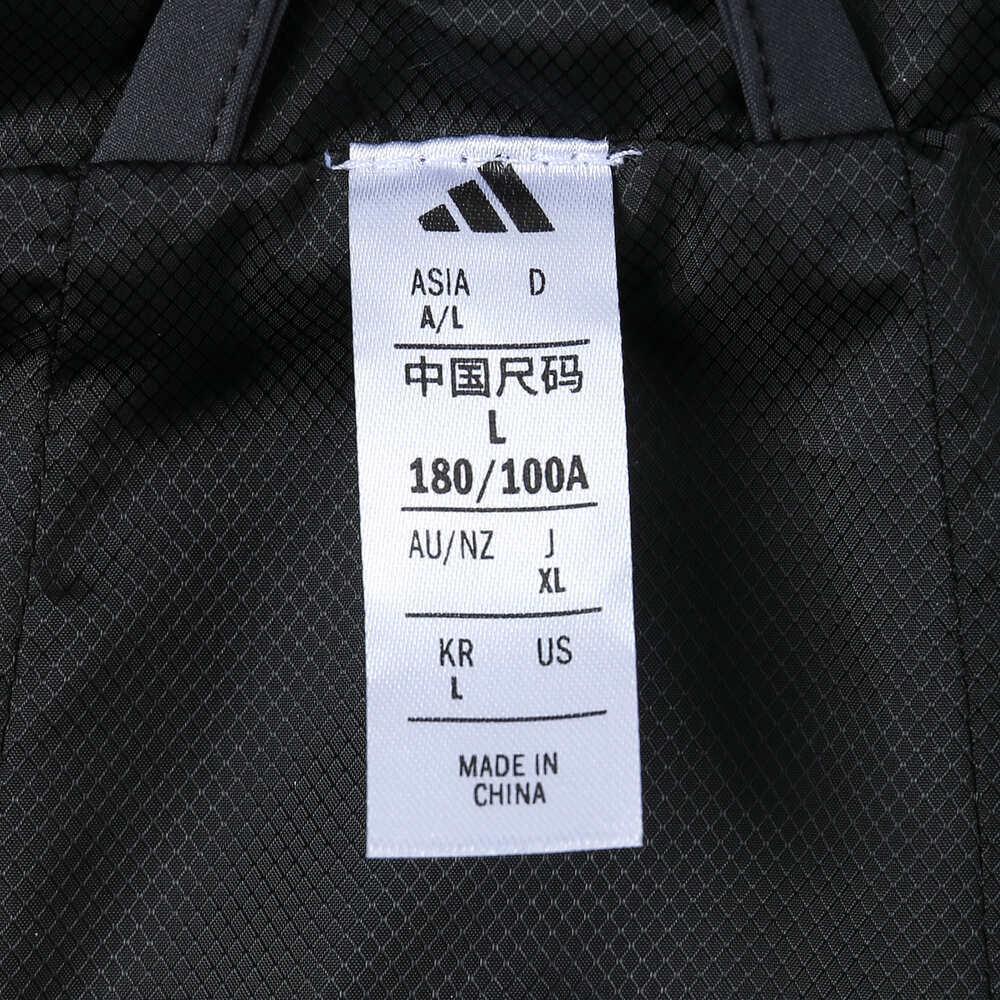 ASIA D
A/L
中国尺码
L
180/100A
AU/NZ J
XL
KR US
L
MADE IN
CHINA